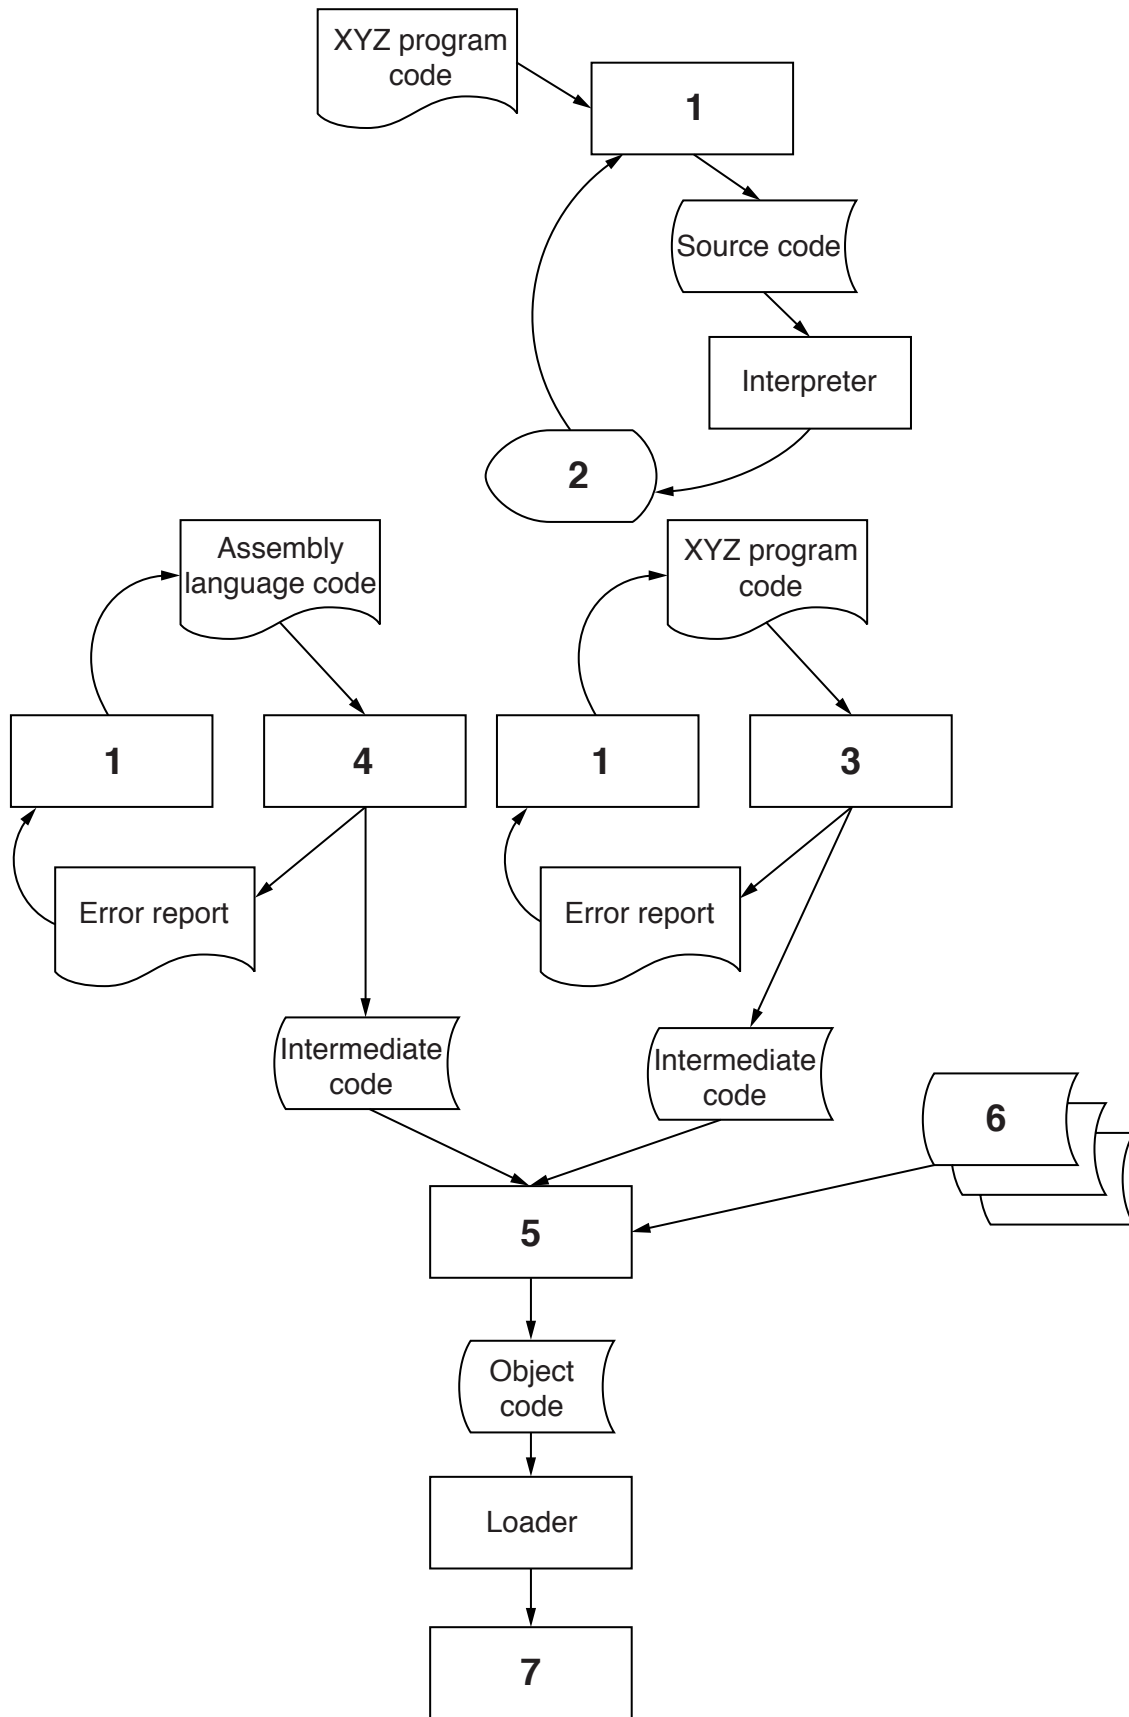 XYZ program
code
1
Source code
Interpreter
2
Assembly
language code
XYZ program
code
1
4
1
3
Error report
Error report
Intermediate
code
Intermediate
code
6
5
Object
code
Loader
7